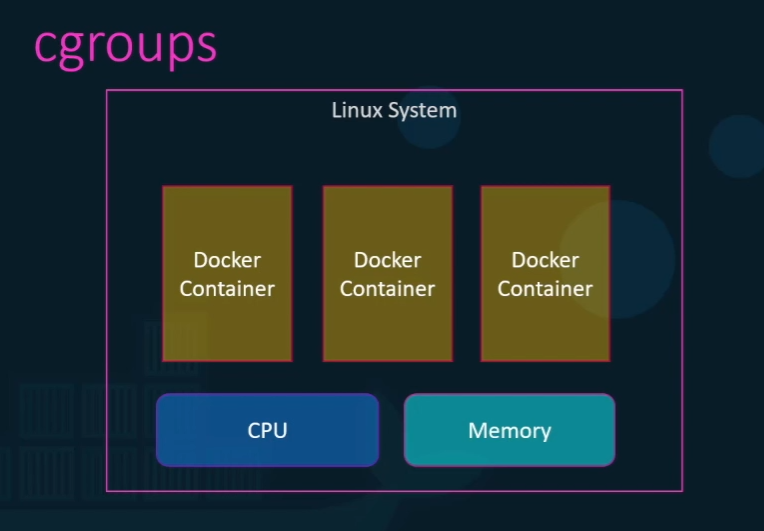 cgroups
Linux System
Docker
Container
Docker
Container
Docker
Container
CPU
Memory